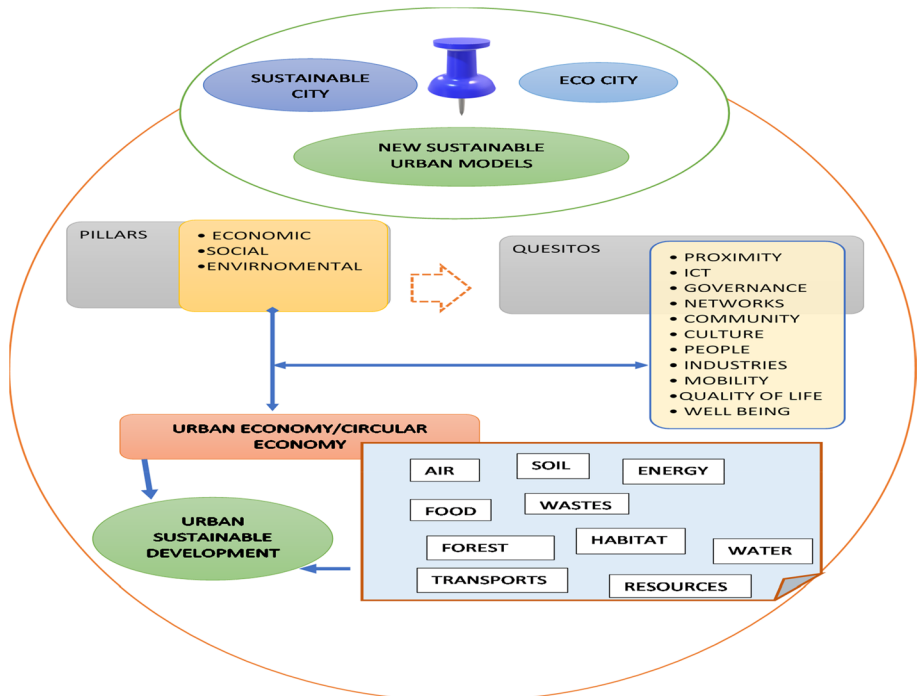 SUSTAINABLE
CITY
ECO CITY
NEW SUSTAINABLE
URBAN MODELS
PILLARS
• ECONOMIC
•SOCIAL
•ENVIRNOMENTAL
QUESITOS
• PROXIMITY
• ICT
• GOVERNANCE
• NETWORKS
• COMMUNITY
• CULTURE
• PEOPLE
• INDUSTRIES
• MOBILITY
•QUALITY OF LIFE
• WELL BEING
URBAN ECONOMY/CIRCULAR
ECONOMY
URBAN
SUSTAINABLE
DEVELOPMENT
AIR
SOIL
ENERGY
FOOD
WASTES
FOREST
HABITAT
WATER
TRANSPORTS
RESOURCES